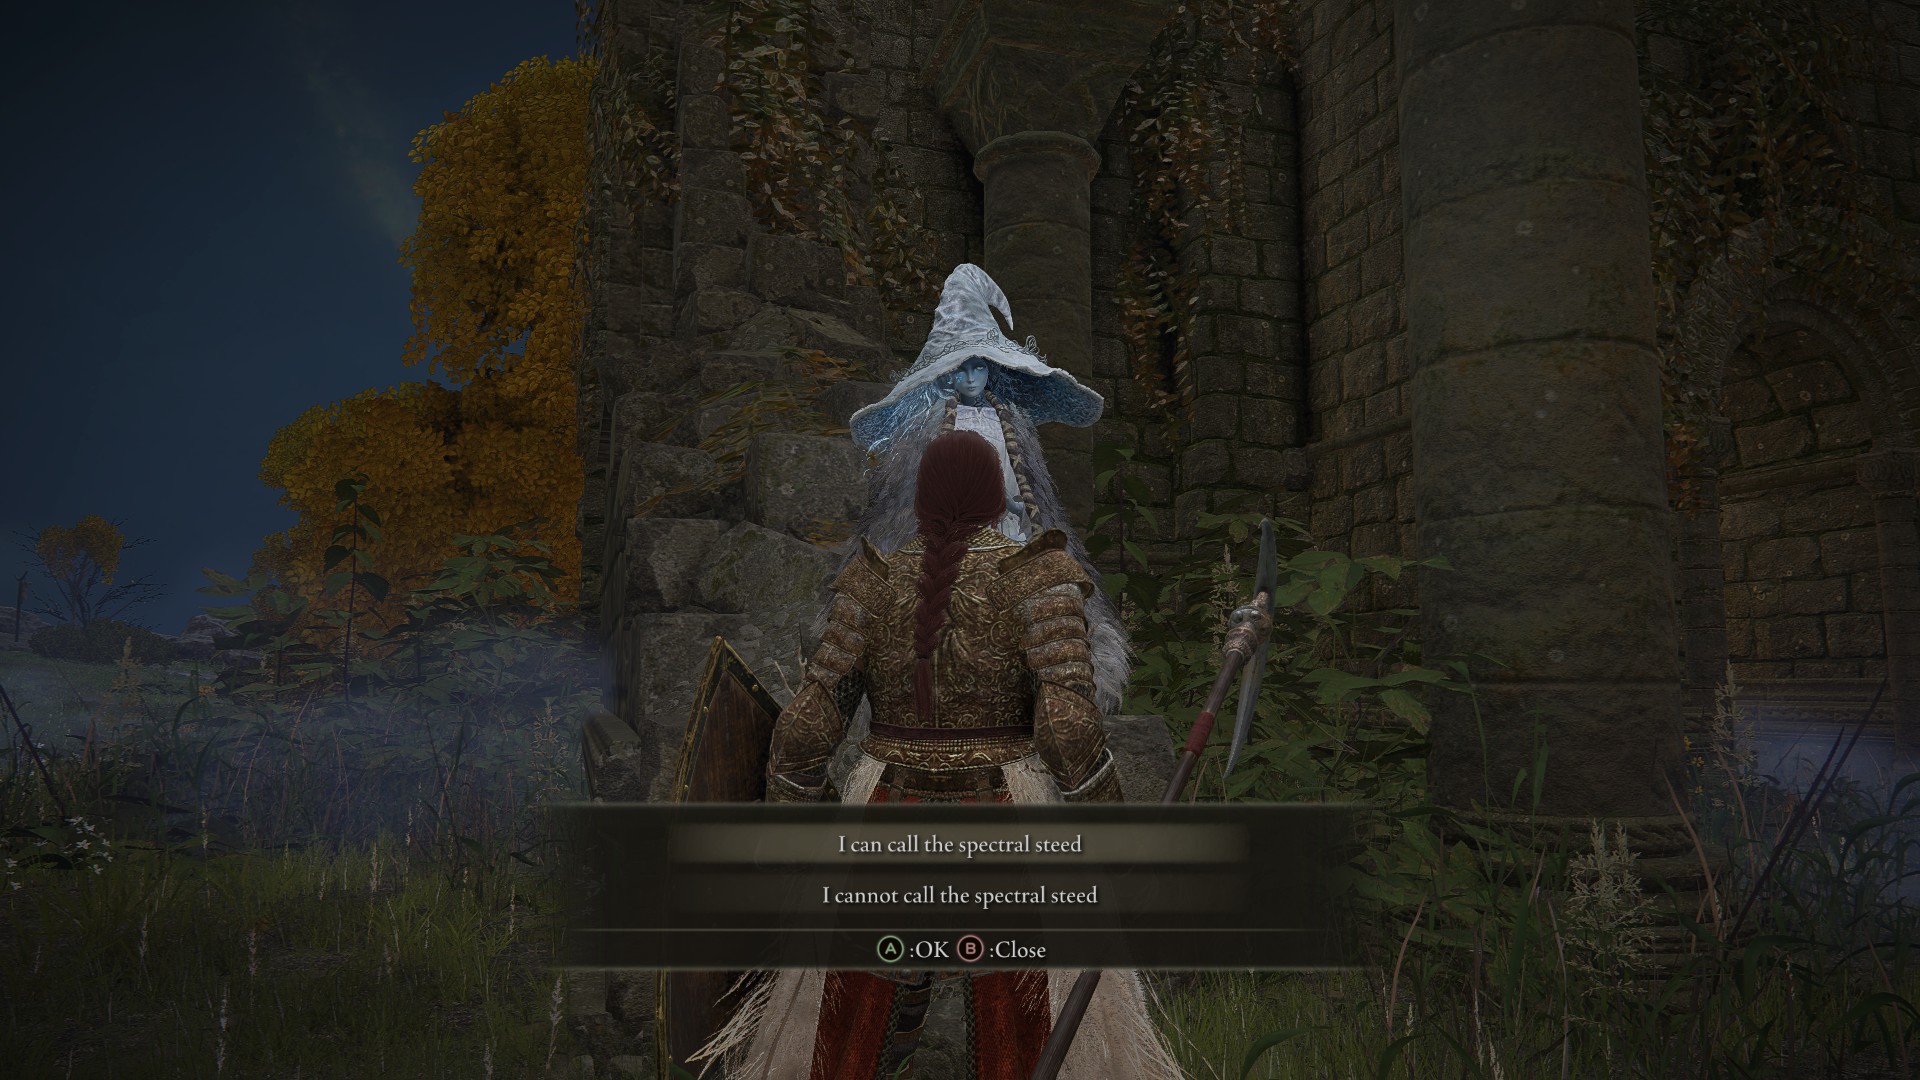 I can call the spectral steed
I cannot call the spectral steed
A :OK B :Close